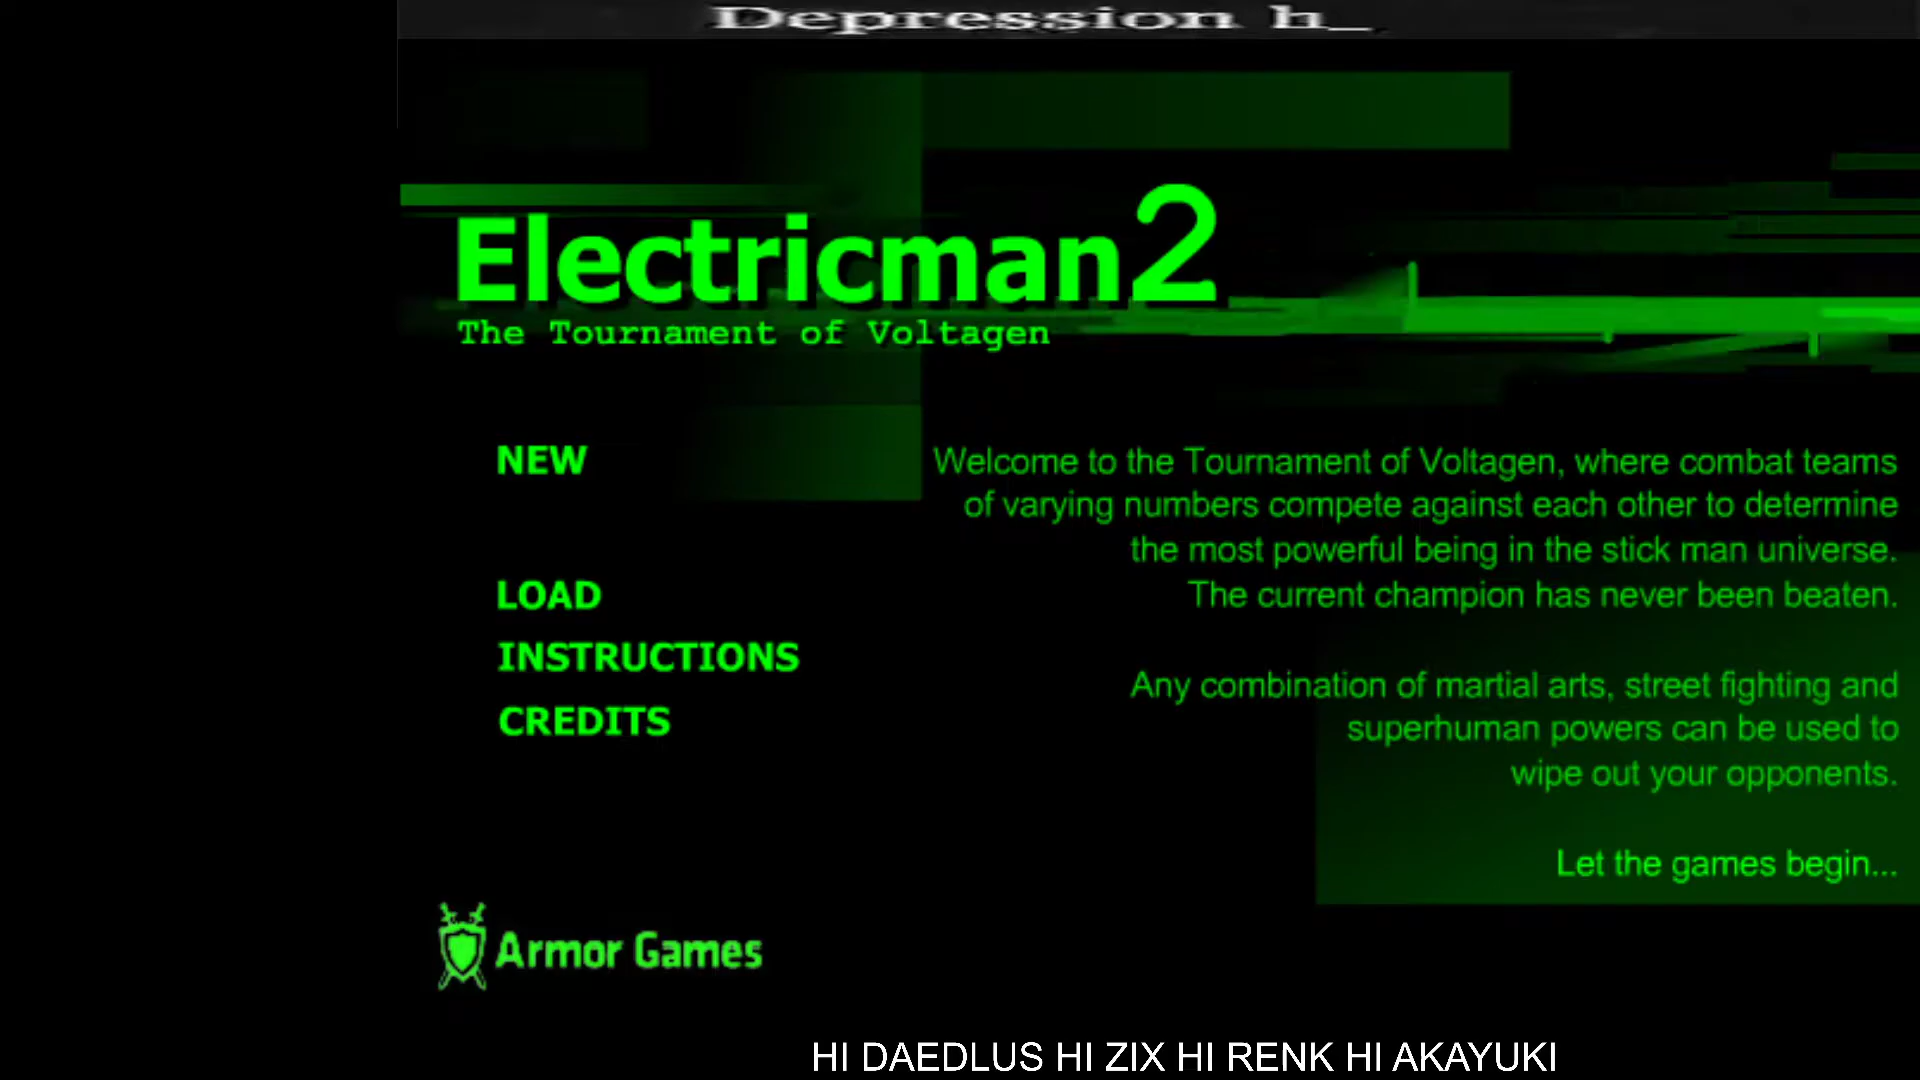 Depression h_
Electricman2
The Tournament of Voltagen
NEW
LOAD
INSTRUCTIONS
CREDITS
Welcome to the Tournament of Voltagen, where combat teams
of varying numbers compete against each other to determine
the most powerful being in the stick man universe.
The current champion has never been beaten.
Any combination of martial arts, street fighting and
superhuman powers can be used to
wipe out your opponents.
Let the games begin...
Armor Games
HI DAEDLUS HI ZIX HI RENK HI AKAYUKI